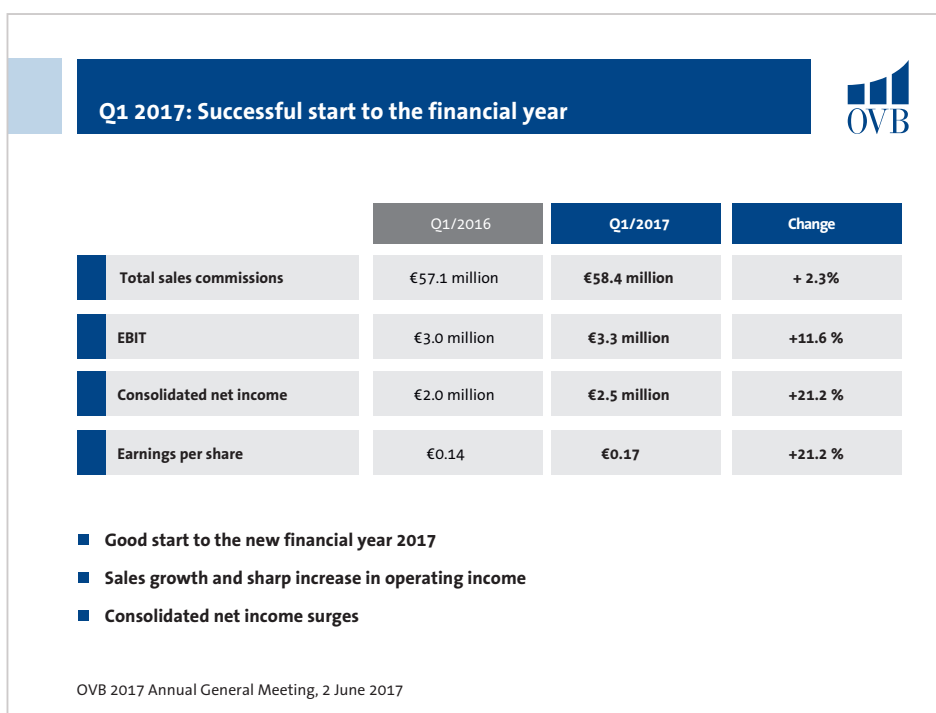 Q1 2017: Successful start to the financial year
OVB
Q1/2016 Q1/2017 Change
Total sales commissions €57.1 million €58.4 million + 2.3%
EBIT €3.0 million €3.3 million +11.6 %
Consolidated net income €2.0 million €2.5 million +21.2 %
Earnings per share €0.14 €0.17 +21.2 %
Good start to the new financial year 2017
Sales growth and sharp increase in operating income
Consolidated net income surges
OVB 2017 Annual General Meeting, 2 June 2017